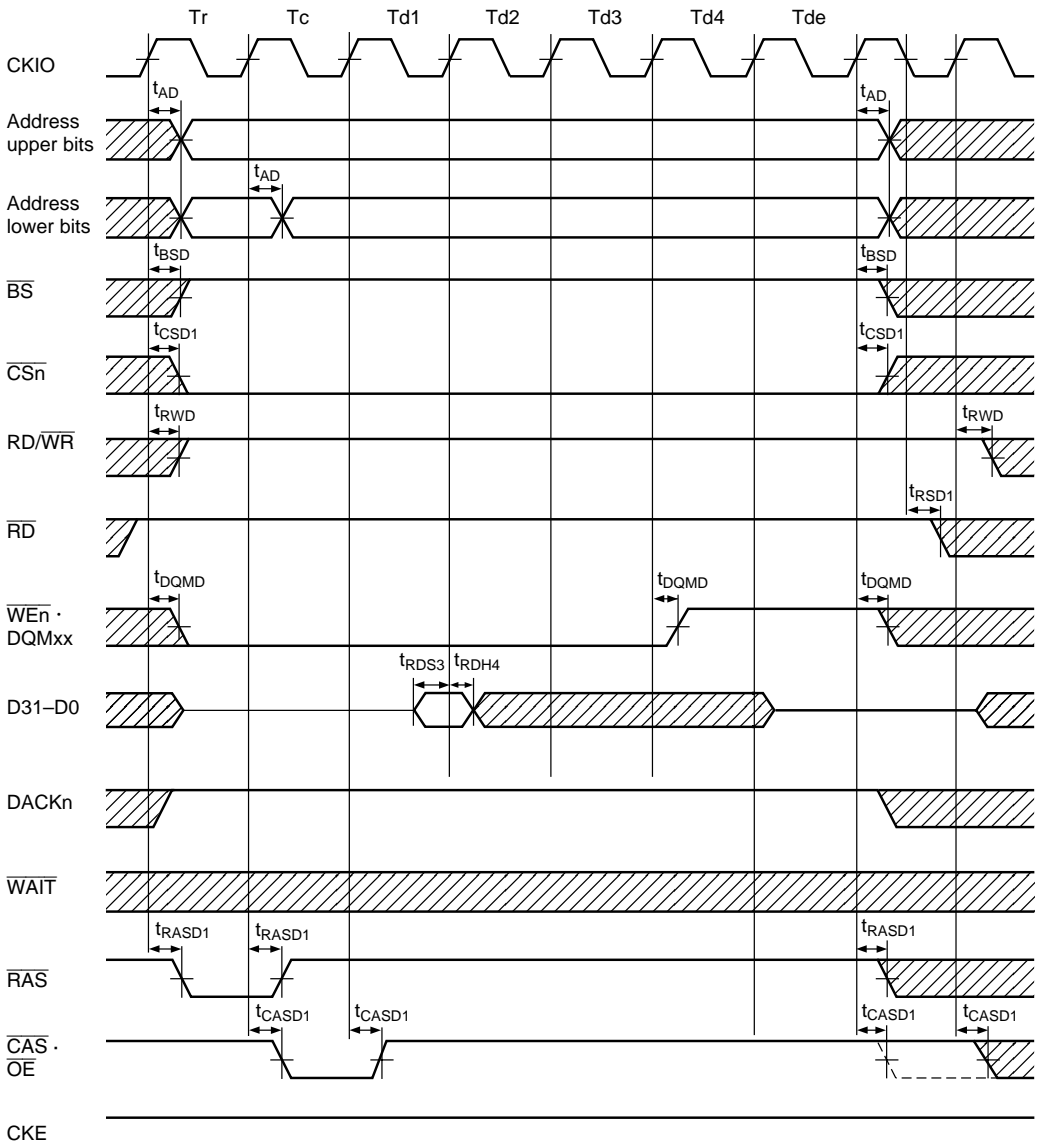 Tr Tc Td1 Td2 Td3 Td4 Tde
CKIO
tAD tAD
Address
upper bits
tAD
Address
lower bits
tBSD tBSD
BS
tCSD1 tCSD1
CSn
tRWD tRWD
RD/WR
tRSD1
RD
tDQMD tDQMD tDQMD
WEn ·
DQMxx
tRDS3 tRDH4
D31–D0
DACKn
WAIT
tRASD1 tRASD1 tRASD1
RAS
tCASD1 tCASD1 tCASD1 tCASD1
CAS ·
OE
CKE